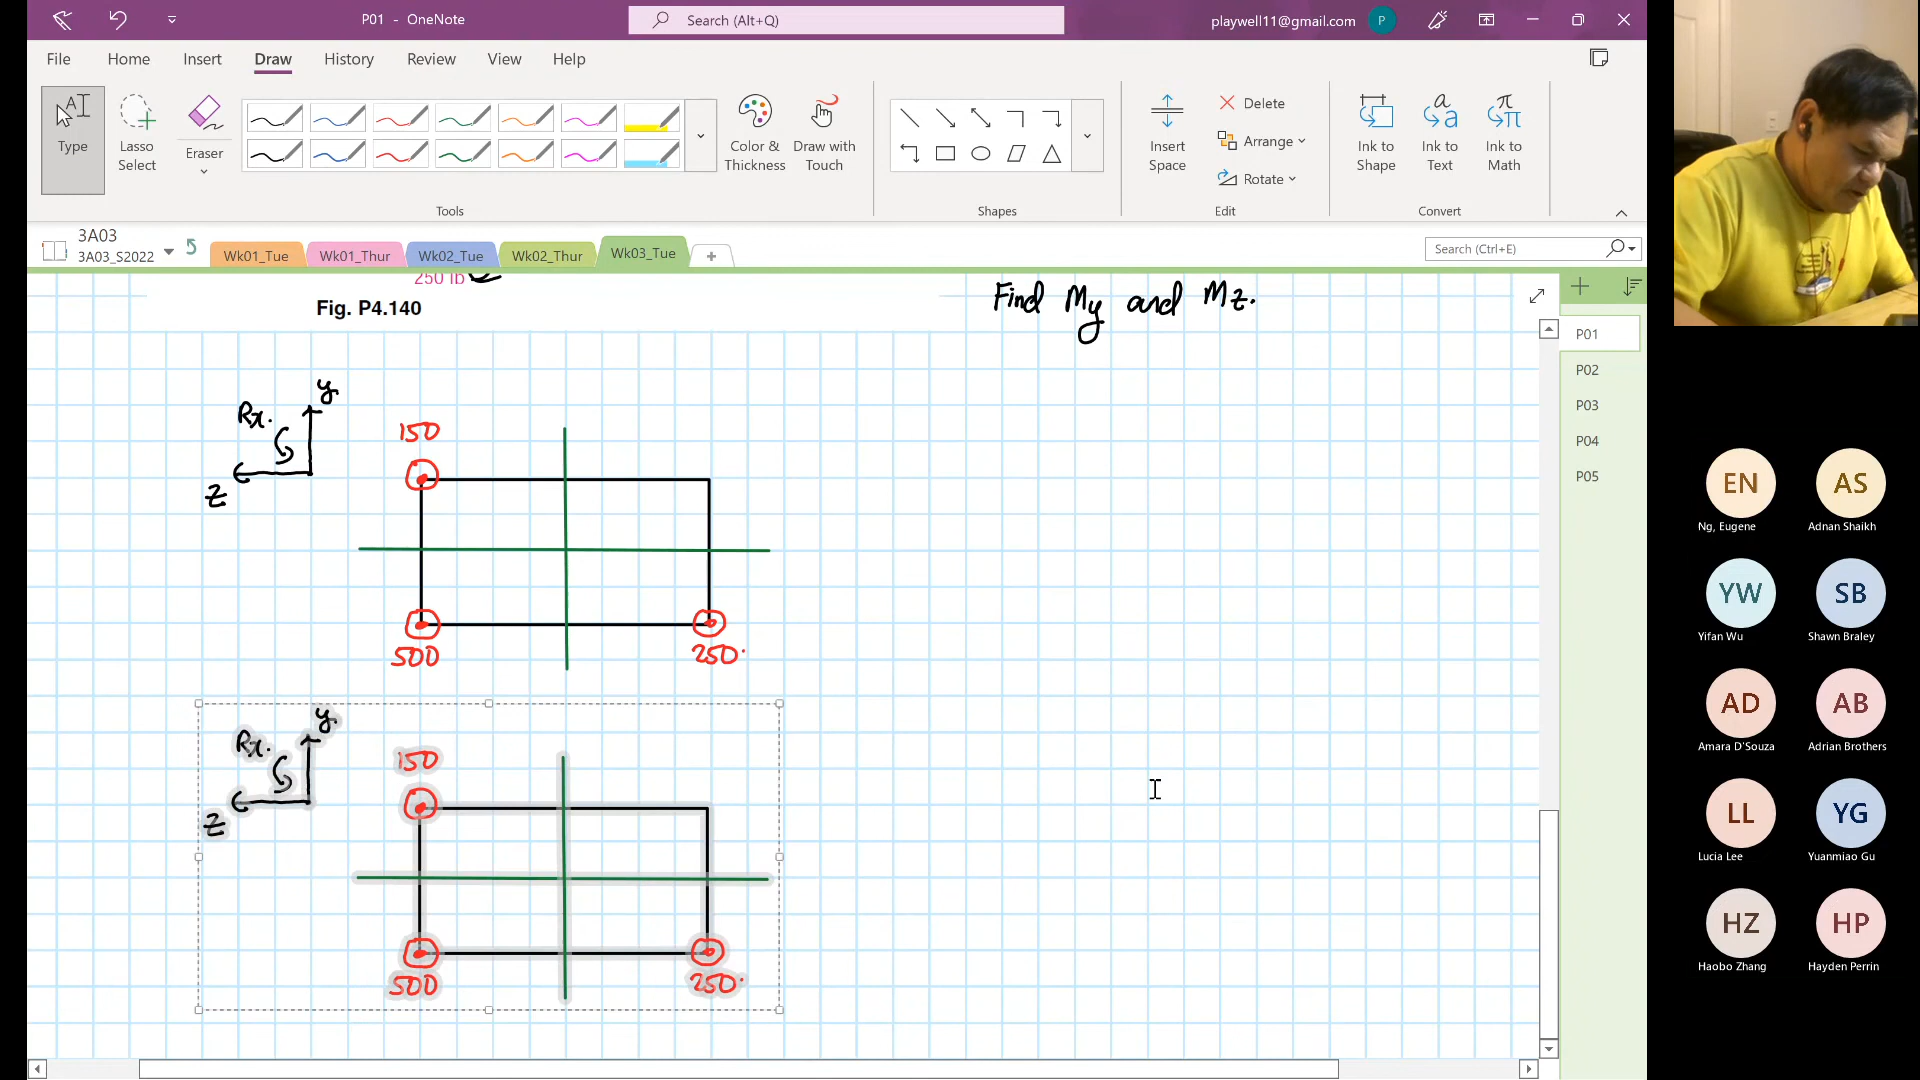 P01 - OneNote
Search (Alt+Q)
playwell11@gmail.com
P
File
Home
Insert
Draw
History
Review
View
Help
Type
Lasso Select
Eraser
Color & Thickness
Draw with Touch
Insert Space
Delete
Arrange
Rotate
Ink to Shape
Ink to Text
Ink to Math
Tools
Shapes
Edit
Convert
3A03
3A03_S2022
Wk01_Tue
Wk01_Thur
Wk02_Tue
Wk02_Thur
Wk03_Tue
Search (Ctrl+E)
250 lb
Fig. P4.140
Find My and Mz.
P01
P02
P03
P04
P05
y
Rx.
z
150
500
250.
y
Rx.
z
150
500
250.
EN
Ng, Eugene
AS
Adnan Shaikh
YW
Yifan Wu
SB
Shawn Braley
AD
Amara D'Souza
AB
Adrian Brothers
LL
Lucia Lee
YG
Yuanmiao Gu
HZ
Haobo Zhang
HP
Hayden Perrin